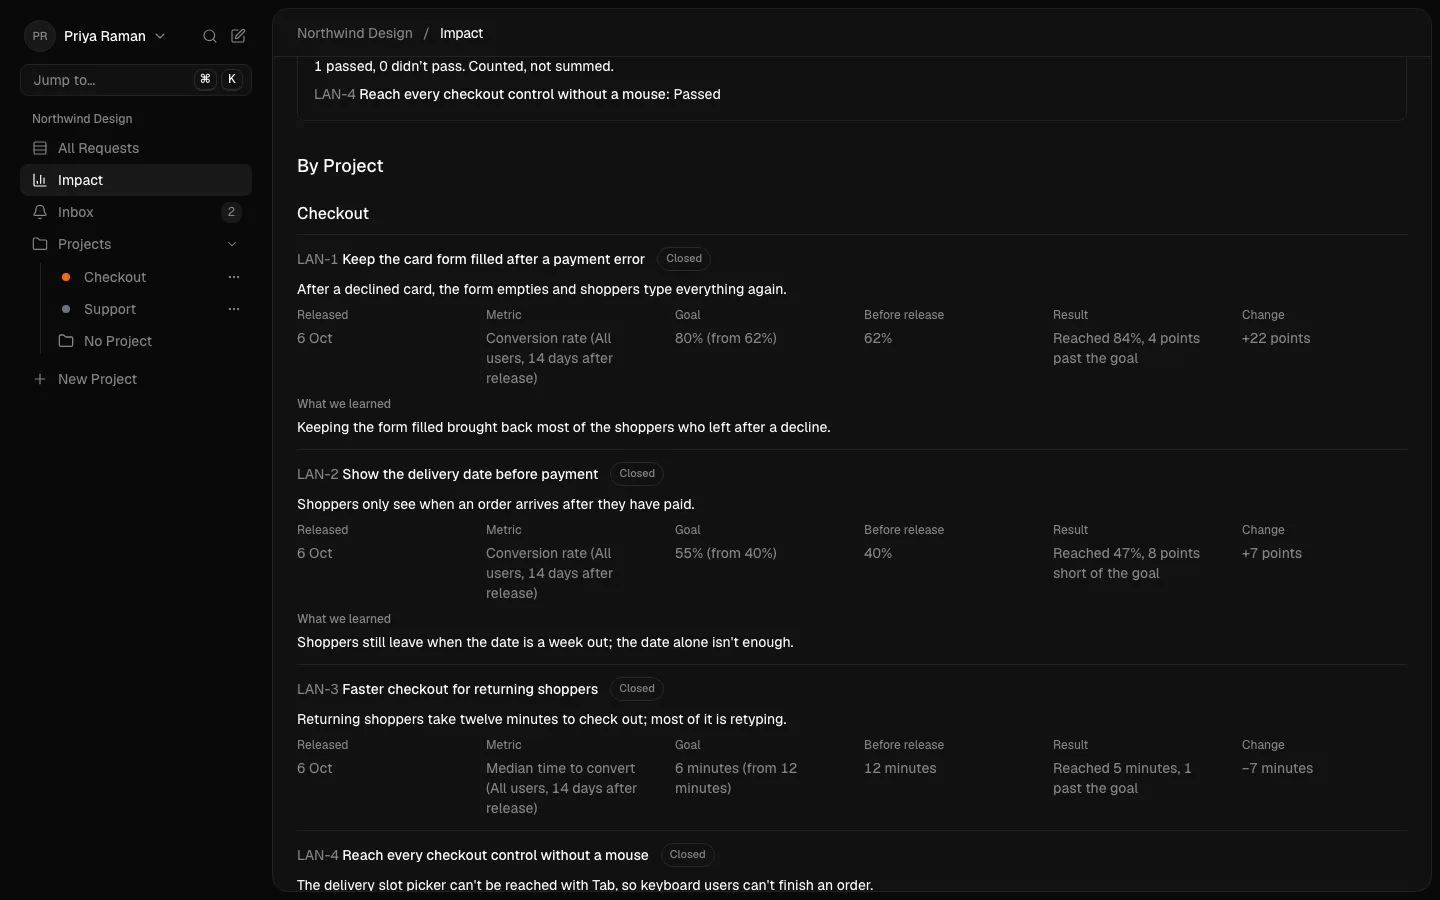 PR Priya Raman
Jump to... ⌘ K
Northwind Design
All Requests
Impact
Inbox 2
Projects
Checkout
Support
No Project
New Project
Northwind Design / Impact
1 passed, 0 didn't pass. Counted, not summed.
LAN-4 Reach every checkout control without a mouse: Passed
By Project
Checkout
LAN-1 Keep the card form filled after a payment error Closed
After a declined card, the form empties and shoppers type everything again.
Released Metric Goal Before release Result Change
6 Oct Conversion rate (All 80% (from 62%) 62% Reached 84%, 4 points +22 points
users, 14 days after past the goal
release)
What we learned
Keeping the form filled brought back most of the shoppers who left after a decline.
LAN-2 Show the delivery date before payment Closed
Shoppers only see when an order arrives after they have paid.
Released Metric Goal Before release Result Change
6 Oct Conversion rate (All 55% (from 40%) 40% Reached 47%, 8 points +7 points
users, 14 days after short of the goal
release)
What we learned
Shoppers still leave when the date is a week out; the date alone isn't enough.
LAN-3 Faster checkout for returning shoppers Closed
Returning shoppers take twelve minutes to check out; most of it is retyping.
Released Metric Goal Before release Result Change
6 Oct Median time to convert 6 minutes (from 12 12 minutes Reached 5 minutes, 1 −7 minutes
(All users, 14 days after minutes) past the goal
release)
LAN-4 Reach every checkout control without a mouse Closed
The delivery slot picker can't be reached with Tab, so keyboard users can't finish an order.